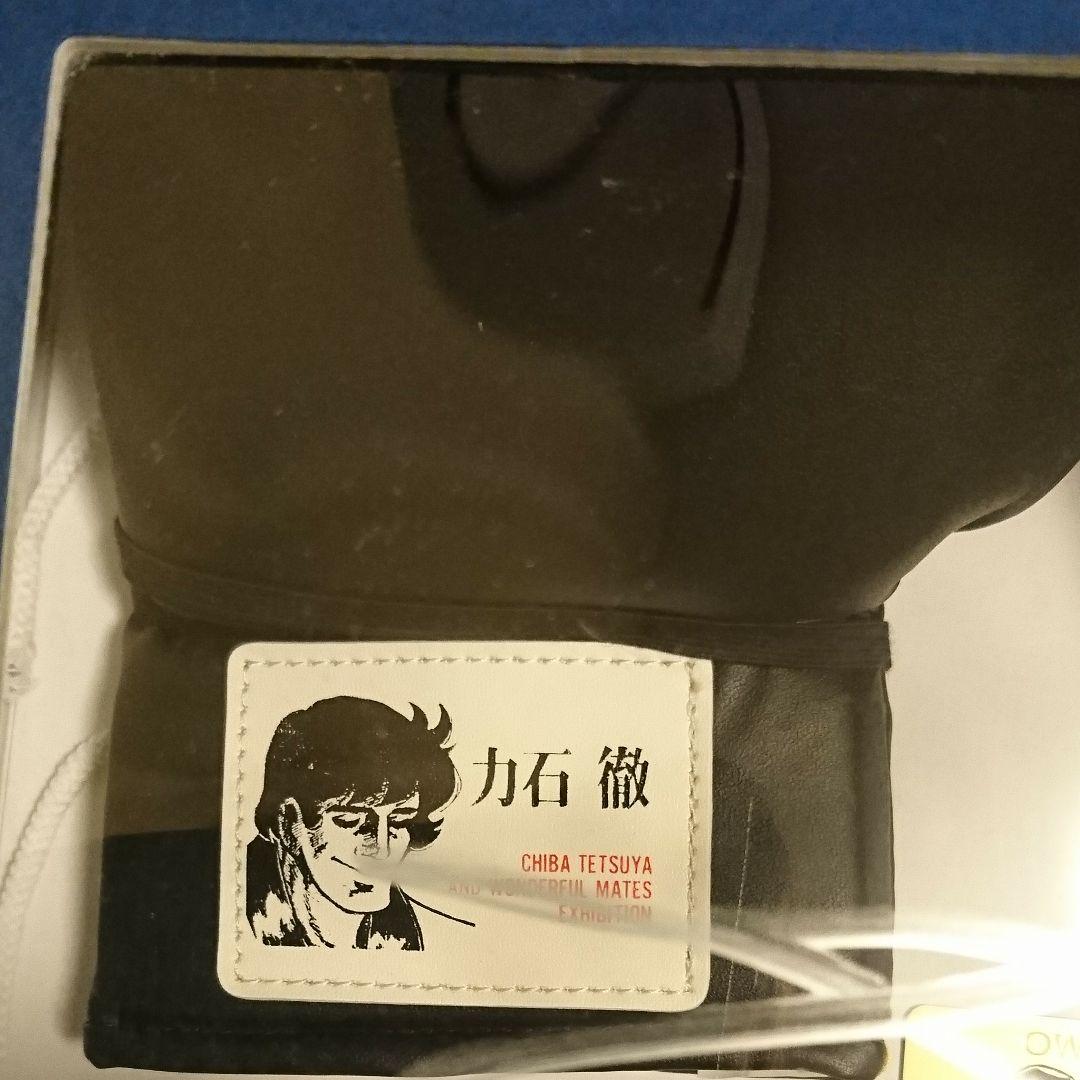 力石 徹
CHIBA TETSUYA
AND WONDERFUL MATES
EXHIBITION